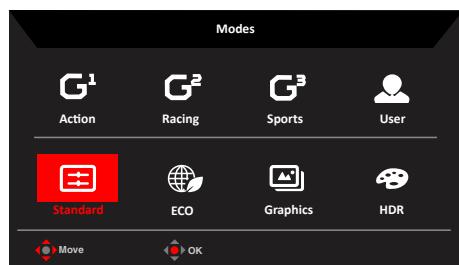 Modes
G¹ G² G³
Action Racing Sports User
Standard ECO Graphics HDR
Move OK